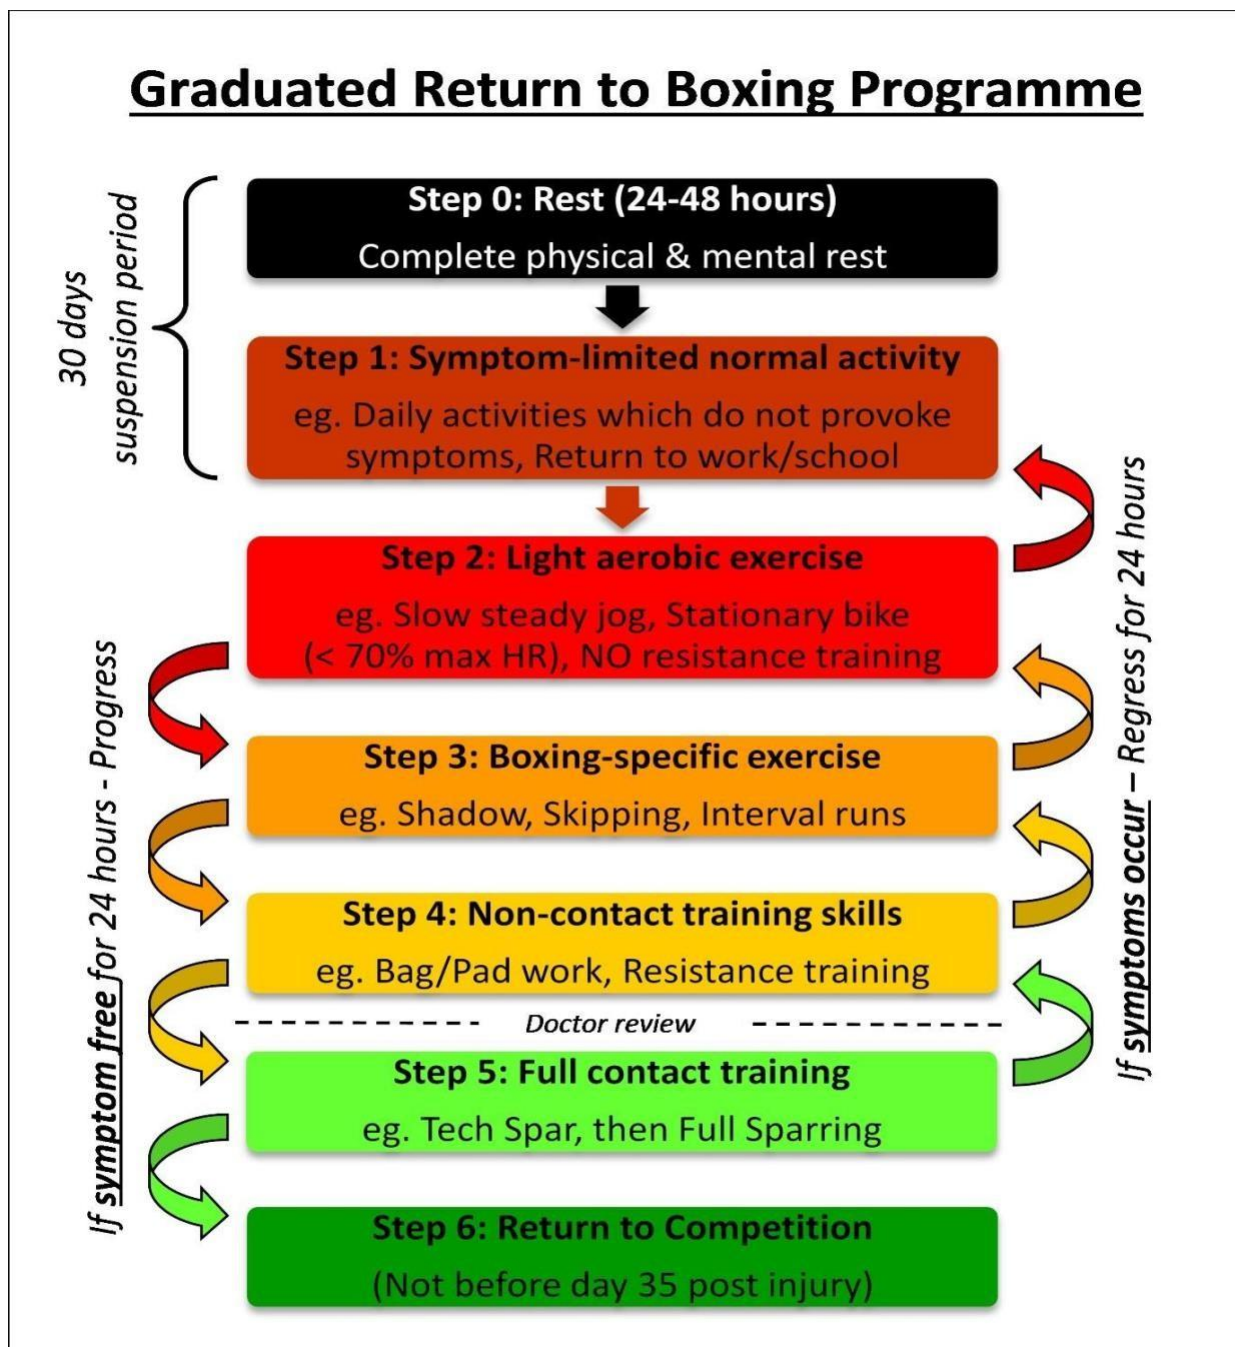 Graduated Return to Boxing Programme
30 days
suspension period
Step 0: Rest (24-48 hours)
Complete physical & mental rest
Step 1: Symptom-limited normal activity
eg. Daily activities which do not provoke
symptoms, Return to work/school
Step 2: Light aerobic exercise
eg. Slow steady jog, Stationary bike
(< 70% max HR), NO resistance training
Step 3: Boxing-specific exercise
eg. Shadow, Skipping, Interval runs
Step 4: Non-contact training skills
eg. Bag/Pad work, Resistance training
Doctor review
Step 5: Full contact training
eg. Tech Spar, then Full Sparring
Step 6: Return to Competition
(Not before day 35 post injury)
If symptom free for 24 hours - Progress
If symptoms occur – Regress for 24 hours